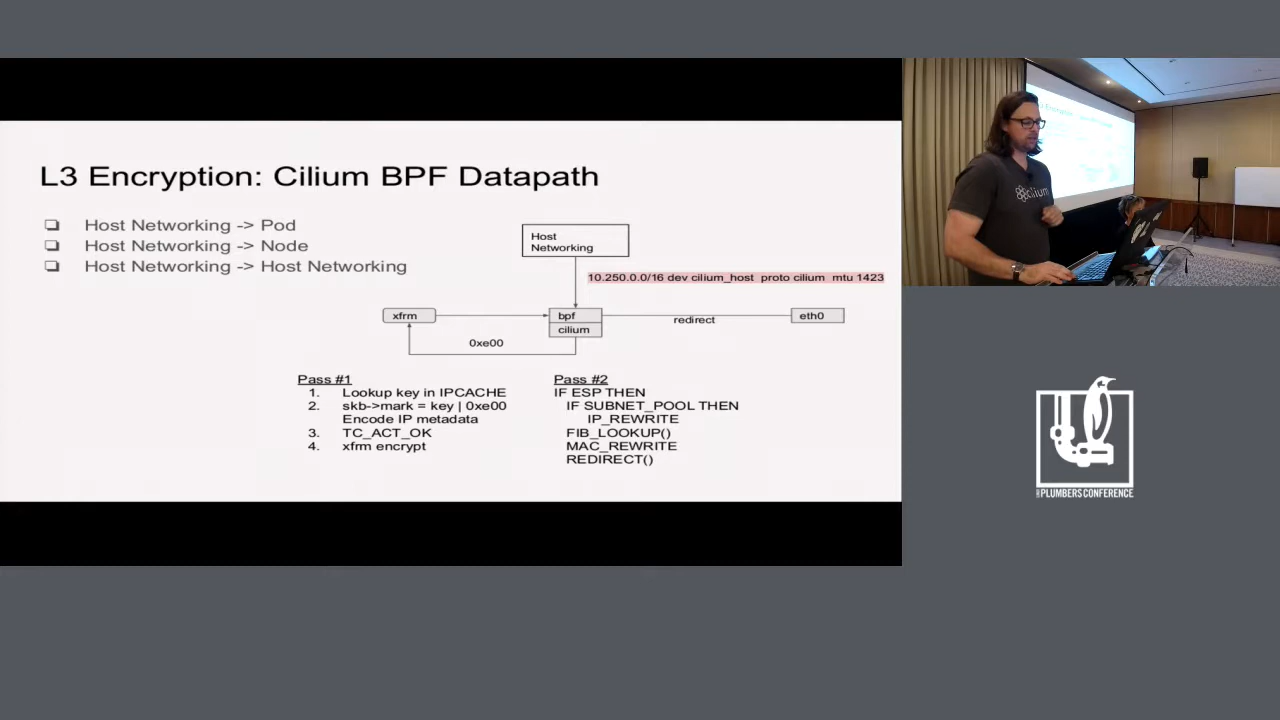 L3 Encryption: Cilium BPF Datapath
Host Networking -> Pod
Host Networking -> Node
Host Networking -> Host Networking
Host
Networking
10.250.0.0/16 dev cilium_host proto cilium mtu 1423
xfrm
bpf
cilium
redirect
eth0
0xe00
Pass #1
1. Lookup key in IPCACHE
2. skb->mark = key | 0xe00
Encode IP metadata
3. TC_ACT_OK
4. xfrm encrypt
Pass #2
IF ESP THEN
IF SUBNET_POOL THEN
IP_REWRITE
FIB_LOOKUP()
MAC_REWRITE
REDIRECT()
cilium
PLUMBERS CONFERENCE